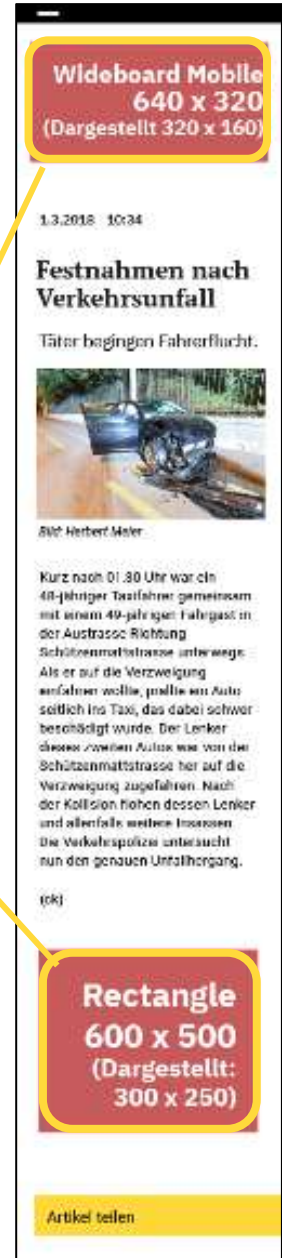 Wideboard Mobile
640 x 320
(Dargestellt 320 x 160)
1.3.2018 10:34
Festnahmen nach
Verkehrsunfall
Täter begingen Fahrerflucht.
Bild: Herbert Meier
Kurz nach 01.30 Uhr war ein
48-jähriger Taxifahrer gemeinsam
mit einem 49-jährigen Fahrgast in
der Austrasse Richtung
Schützenmattstrasse unterwegs.
Als er auf die Verzweigung
einfahren wollte, prallte ein Auto
seitlich ins Taxi, das dabei schwer
beschädigt wurde. Der Lenker
dieses zweiten Autos war von der
Schützenmattstrasse her auf die
Verzweigung zugefahren. Nach
der Kollision flohen dessen Lenker
und allenfalls weitere Insassen.
Die Verkehrspolizei untersucht
nun den genauen Unfallhergang.
(ok)
Rectangle
600 x 500
(Dargestellt:
300 x 250)
Artikel teilen